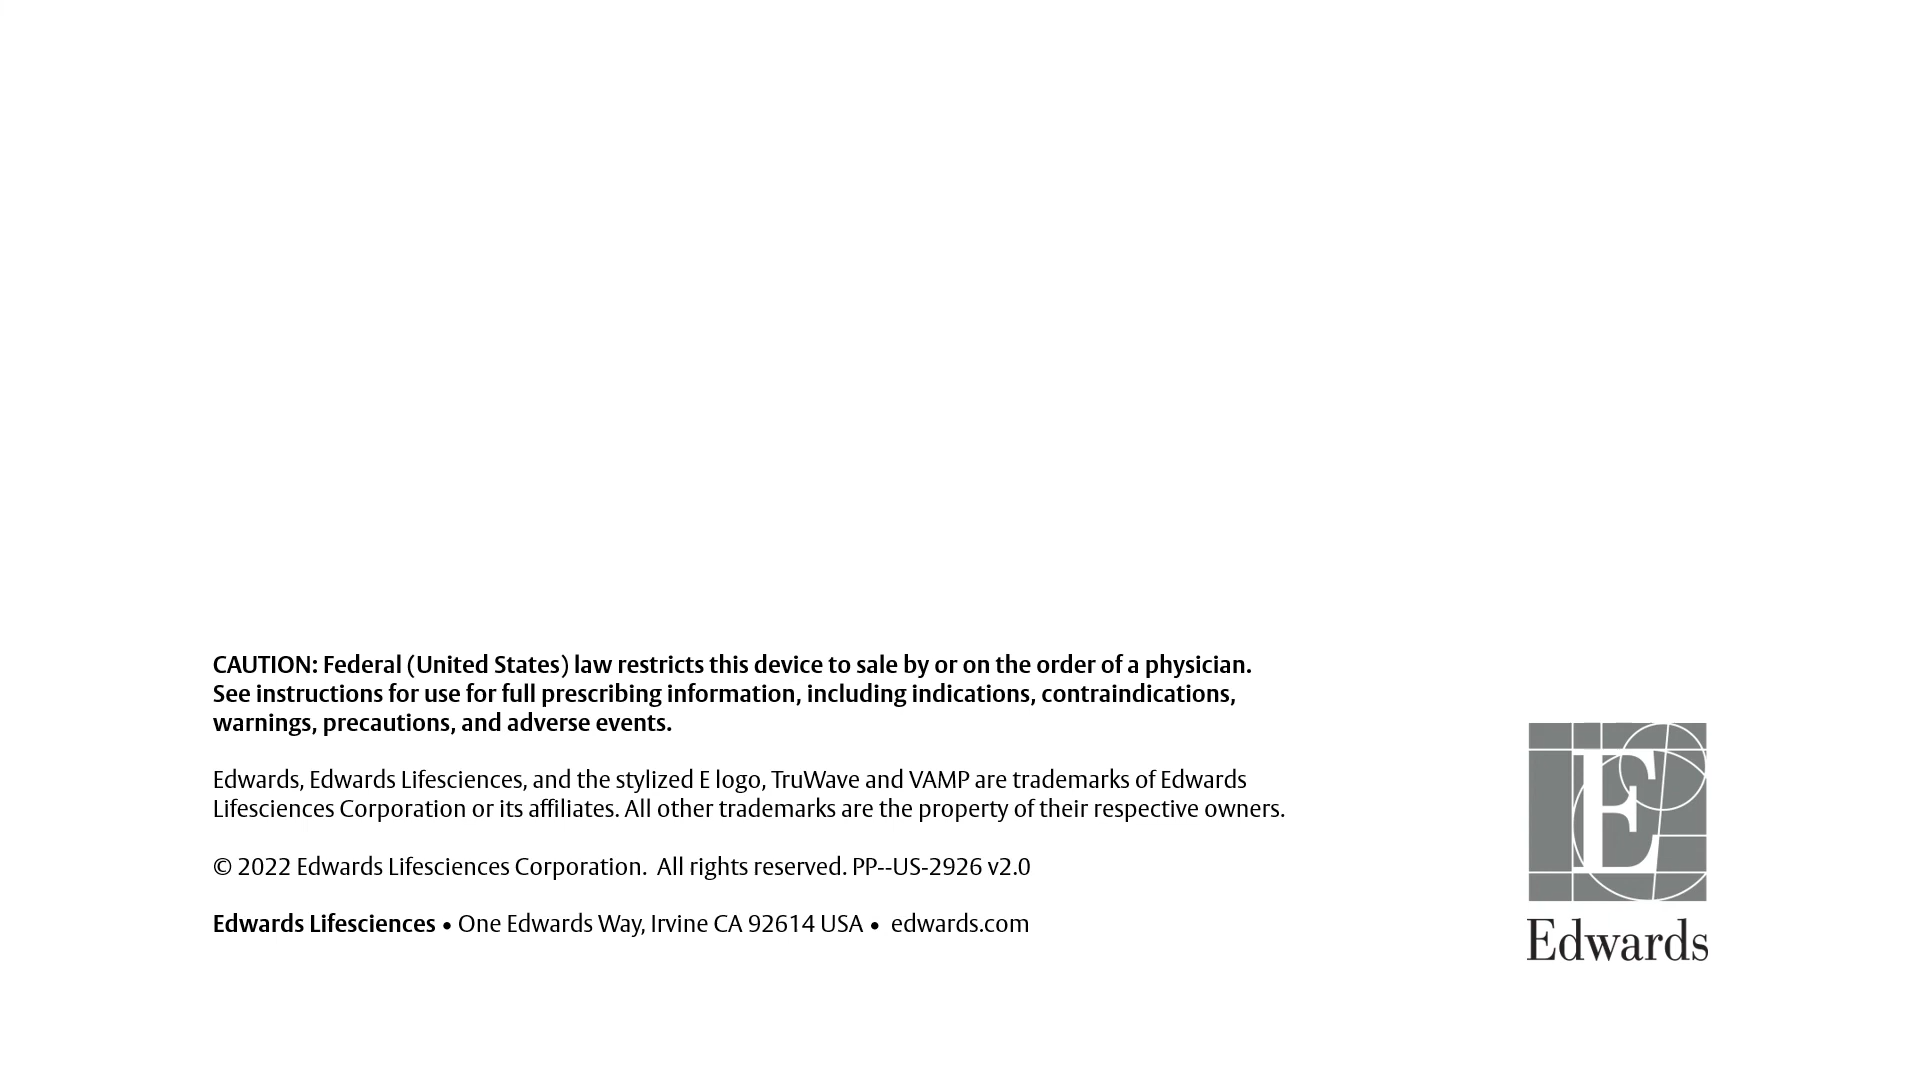 CAUTION: Federal (United States) law restricts this device to sale by or on the order of a physician.
See instructions for use for full prescribing information, including indications, contraindications,
warnings, precautions, and adverse events.
Edwards, Edwards Lifesciences, and the stylized E logo, TruWave and VAMP are trademarks of Edwards
Lifesciences Corporation or its affiliates. All other trademarks are the property of their respective owners.
© 2022 Edwards Lifesciences Corporation.  All rights reserved. PP--US-2926 v2.0
Edwards Lifesciences • One Edwards Way, Irvine CA 92614 USA •  edwards.com
E
Edwards